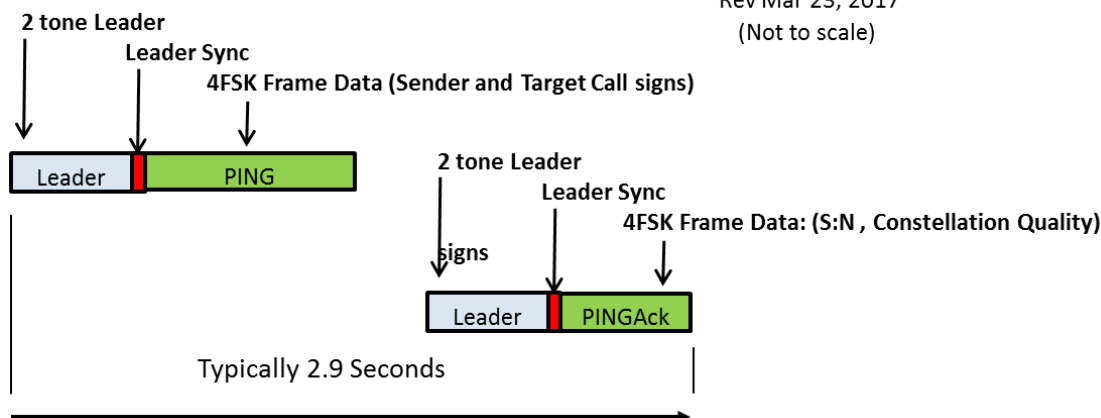 Rev Mar 23, 2017
(Not to scale)
2 tone Leader
Leader Sync
4FSK Frame Data (Sender and Target Call signs)
Leader
PING
2 tone Leader
Leader Sync
4FSK Frame Data: (S:N , Constellation Quality)
signs
Leader
PINGAck
Typically 2.9 Seconds